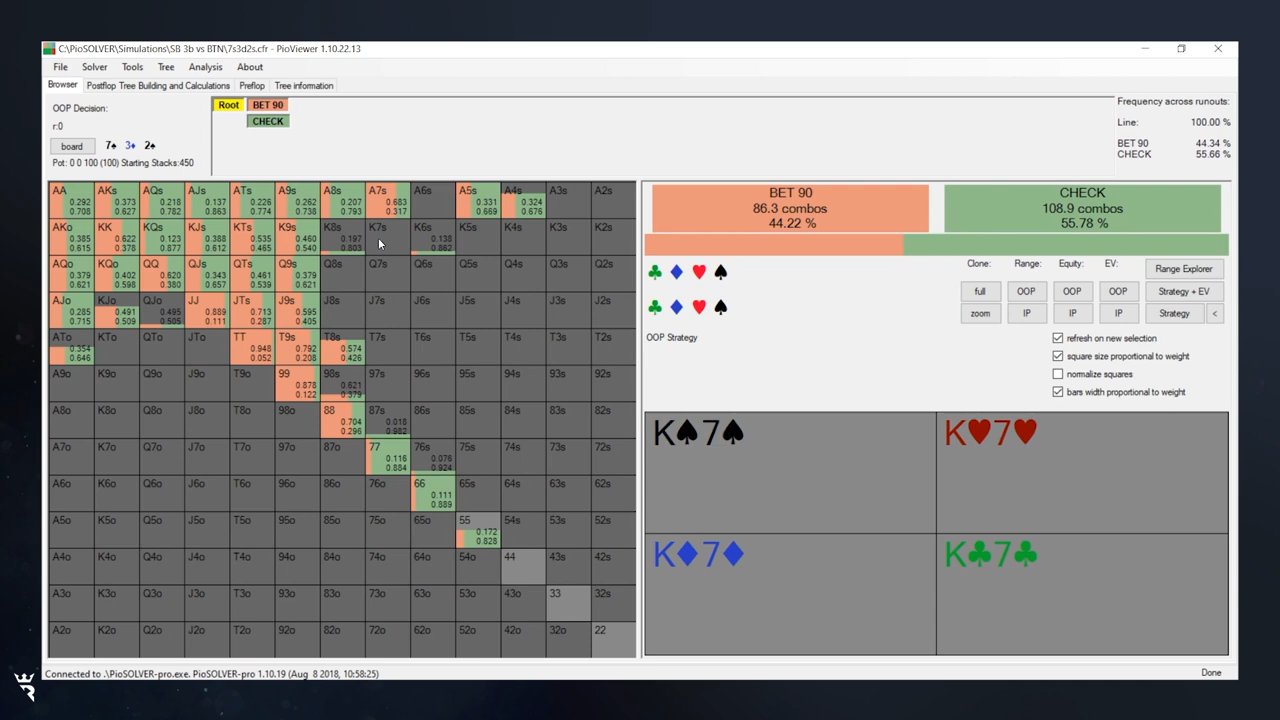 C:\PioSOLVER\Simulations\SB 3b vs BTN\7s3d2s.cfr - PioViewer 1.10.22.13
File Solver Tools Tree Analysis About
Browser Postflop Tree Building and Calculations Preflop Tree information
OOP Decision:
r:0
board 7♠ 3♦ 2♠
Pot: 0 0 100 (100) Starting Stacks:450
Root BET 90
CHECK
Frequency across runouts:
Line: 100.00 %
BET 90 44.34 %
CHECK 55.66 %
AA AKs AQs AJs ATs A9s A8s A7s A6s A5s A4s A3s A2s
0.292 0.373 0.218 0.137 0.226 0.262 0.207 0.683 0.331 0.324
0.708 0.627 0.782 0.863 0.774 0.738 0.793 0.317 0.669 0.676
AKo KK KQs KJs KTs K9s K8s K7s K6s K5s K4s K3s K2s
0.385 0.622 0.123 0.388 0.535 0.460 0.197 0.138
0.615 0.378 0.877 0.612 0.465 0.540 0.803 0.862
AQo KQo QQ QJs QTs Q9s Q8s Q7s Q6s Q5s Q4s Q3s Q2s
0.379 0.402 0.620 0.343 0.461 0.379
0.621 0.598 0.380 0.657 0.539 0.621
AJo KJo QJo JJ JTs J9s J8s J7s J6s J5s J4s J3s J2s
0.285 0.491 0.495 0.889 0.713 0.595
0.715 0.509 0.505 0.111 0.287 0.405
ATo KTo QTo JTo TT T9s T8s T7s T6s T5s T4s T3s T2s
0.354 0.948 0.792 0.574
0.646 0.052 0.208 0.426
A9o K9o Q9o J9o T9o 99 98s 97s 96s 95s 94s 93s 92s
0.878 0.621
0.122 0.379
A8o K8o Q8o J8o T8o 98o 88 87s 86s 85s 84s 83s 82s
0.704 0.018
0.296 0.982
A7o K7o Q7o J7o T7o 97o 87o 77 76s 75s 74s 73s 72s
0.116 0.076
0.884 0.924
A6o K6o Q6o J6o T6o 96o 86o 76o 66 65s 64s 63s 62s
0.111
0.889
A5o K5o Q5o J5o T5o 95o 85o 75o 65o 55 54s 53s 52s
0.172
0.828
A4o K4o Q4o J4o T4o 94o 84o 74o 64o 54o 44 43s 42s
A3o K3o Q3o J3o T3o 93o 83o 73o 63o 53o 43o 33 32s
A2o K2o Q2o J2o T2o 92o 82o 72o 62o 52o 42o 32o 22
BET 90 CHECK
86.3 combos 108.9 combos
44.22 % 55.78 %
♣ ♦ ♥ ♠
♣ ♦ ♥ ♠
OOP Strategy
Clone: Range: Equity: EV: Range Explorer
full OOP OOP OOP Strategy + EV
zoom IP IP IP Strategy <
refresh on new selection
square size proportional to weight
normalize squares
bars width proportional to weight
K♠7♠ K♥7♥
K♦7♦ K♣7♣
Connected to .\PioSOLVER-pro.exe. PioSOLVER-pro 1.10.19 (Aug 8 2018, 10:58:25) Done
R